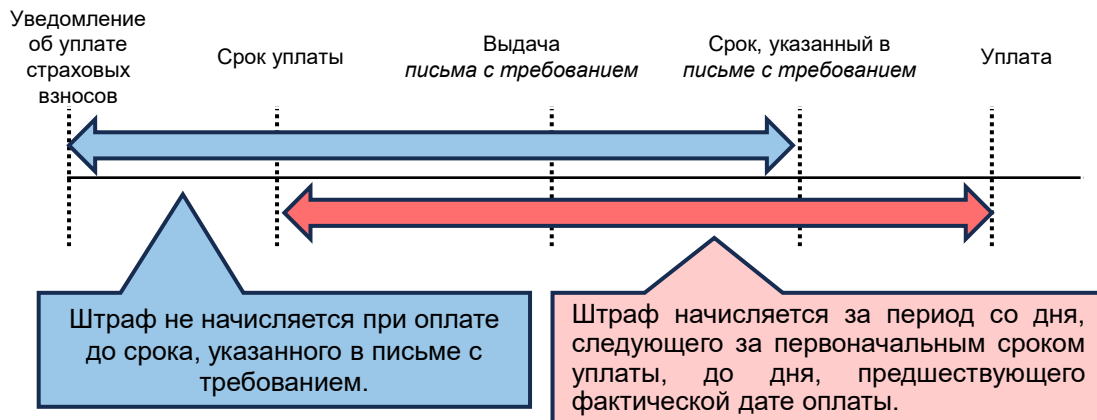 Уведомление
об уплате
страховых
взносов
Срок уплаты
Выдача
письма с требованием
Срок, указанный в
письме с требованием
Уплата
Штраф не начисляется при оплате
до срока, указанного в письме с
требованием.
Штраф начисляется за период со дня,
следующего за первоначальным сроком
уплаты, до дня, предшествующего
фактической дате оплаты.